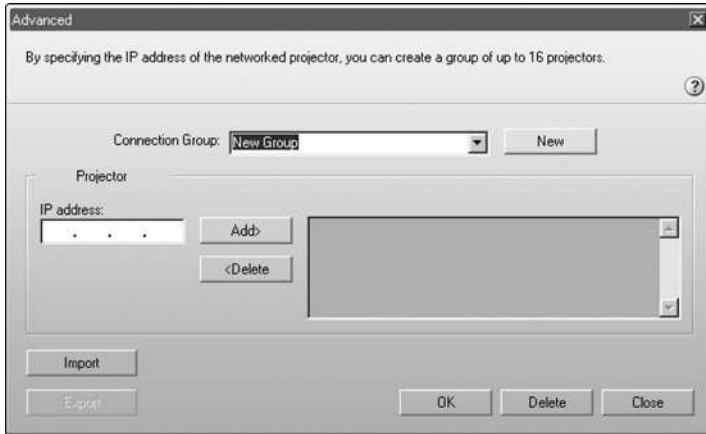 Advanced
By specifying the IP address of the networked projector, you can create a group of up to 16 projectors.
Connection Group: New Group New
Projector
IP address:
. . . Add>
<Delete
Import
Export OK Delete Close